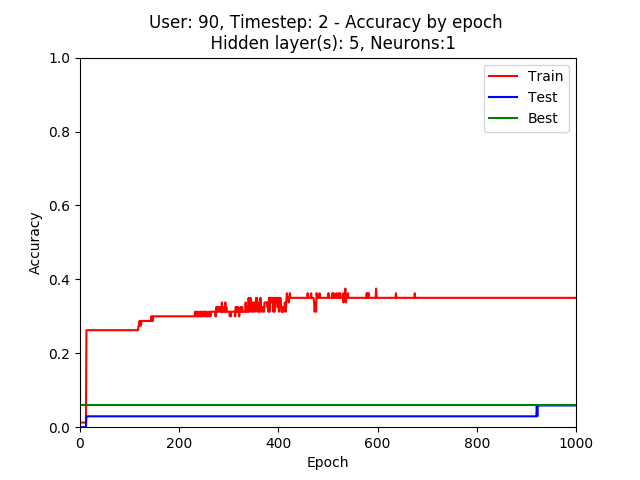 User: 90, Timestep: 2 - Accuracy by epoch
Hidden layer(s): 5, Neurons:1
1.0
Train
Test
Best
0.8
0.6
Accuracy
0.4
0.2
0.0
0 200 400 600 800 1000
Epoch